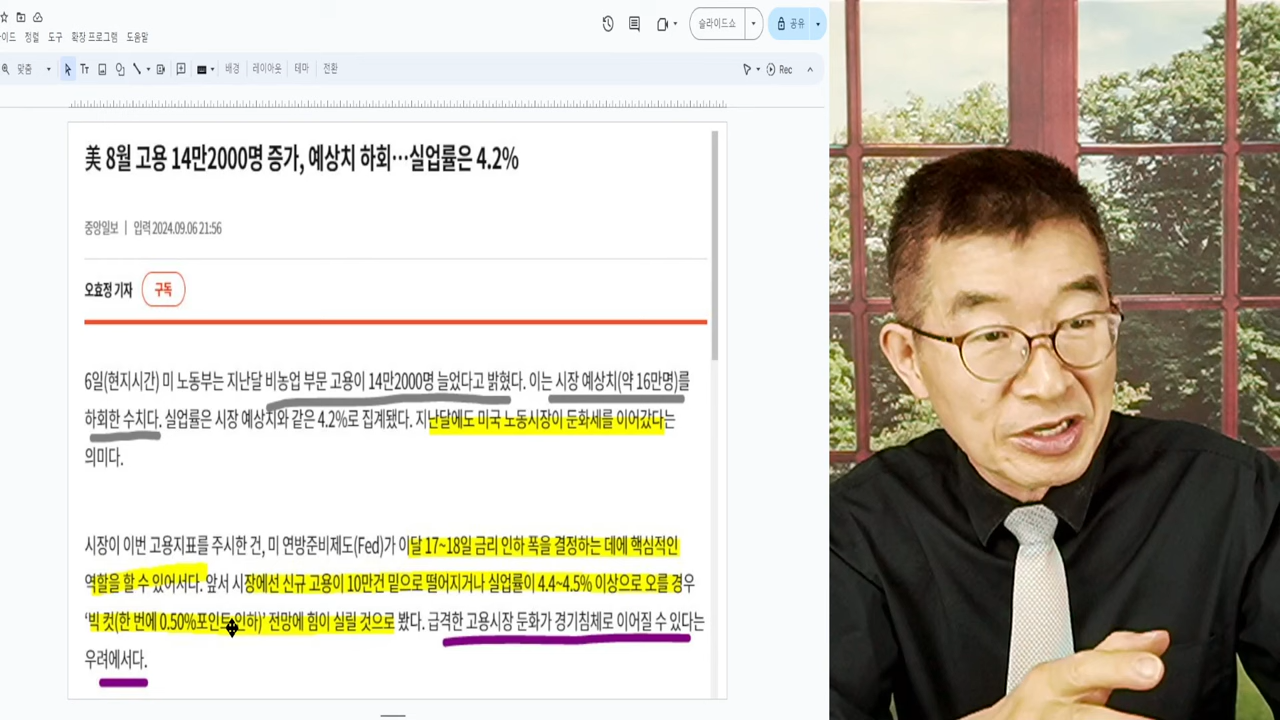 이드 정렬 도구 확장 프로그램 도움말
슬라이드쇼
공유
맞춤
Tт
배경 레이아웃 테마 전환
Rec
美 8월 고용 14만2000명 증가, 예상치 하회…실업률은 4.2%
중앙일보 | 입력 2024.09.06 21:56
오효정 기자 구독
6일(현지시간) 미 노동부는 지난달 비농업 부문 고용이 14만2000명 늘었다고 밝혔다. 이는 시장 예상치(약 16만명)를
하회한 수치다. 실업률은 시장 예상치와 같은 4.2%로 집계됐다. 지난달에도 미국 노동시장이 둔화세를 이어갔다는
의미다.
시장이 이번 고용지표를 주시한 건, 미 연방준비제도(Fed)가 이달 17~18일 금리 인하 폭을 결정하는 데에 핵심적인
역할을 할 수 있어서다. 앞서 시장에선 신규 고용이 10만건 밑으로 떨어지거나 실업률이 4.4~4.5% 이상으로 오를 경우
‘빅 컷(한 번에 0.50%포인트 인하)’ 전망에 힘이 실릴 것으로 봤다. 급격한 고용시장 둔화가 경기침체로 이어질 수 있다는
우려에서다.